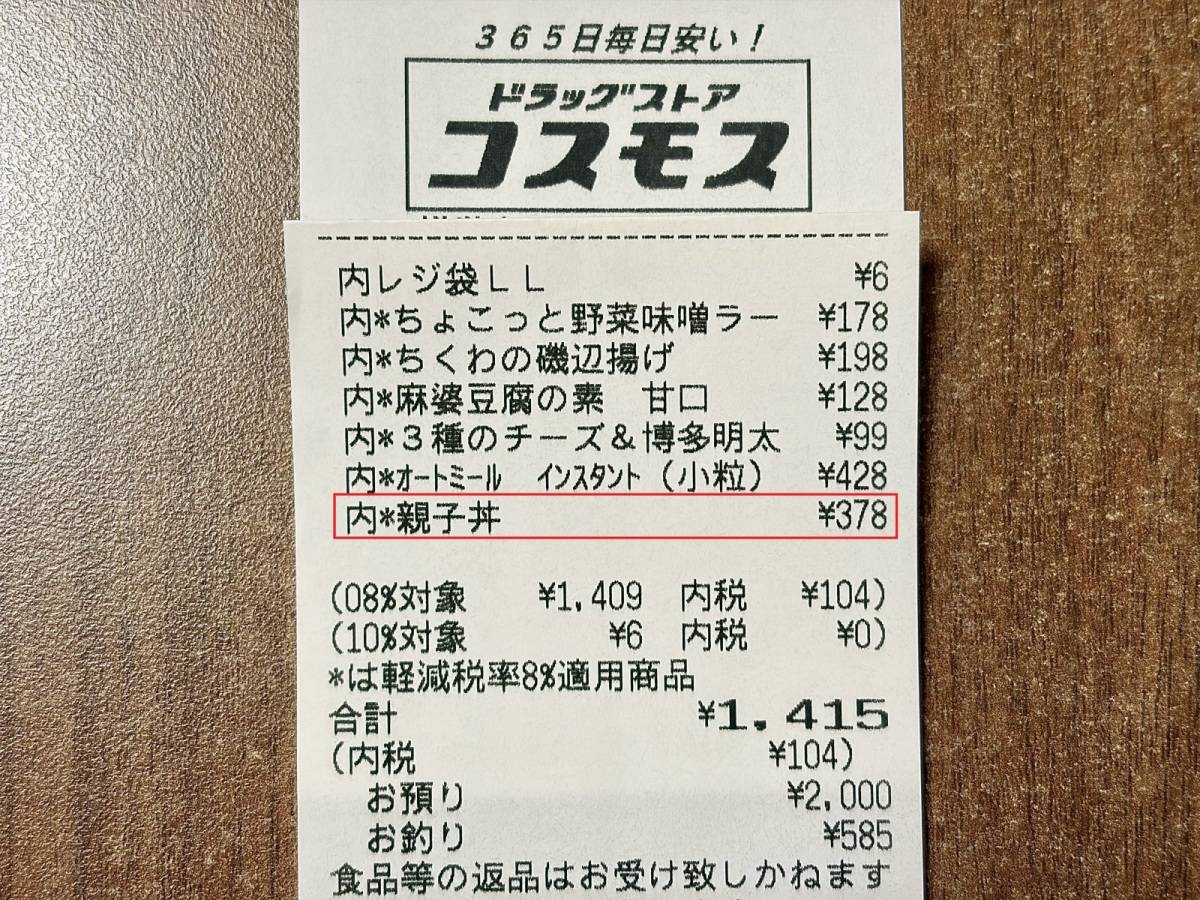 365日毎日安い!
ドラッグストア
コスモス
内レジ袋LL ¥6
内*ちょこっと野菜味噌ラー ¥178
内*ちくわの磯辺揚げ ¥198
内*麻婆豆腐の素 甘口 ¥128
内*3種のチーズ&博多明太 ¥99
内*オートミール インスタント(小粒) ¥428
内*親子丼 ¥378
(08%対象 ¥1,409 内税 ¥104)
(10%対象 ¥6 内税 ¥0)
*は軽減税率8%適用商品
合計 ¥1,415
(内税 ¥104)
お預り ¥2,000
お釣り ¥585
食品等の返品はお受け致しかねます